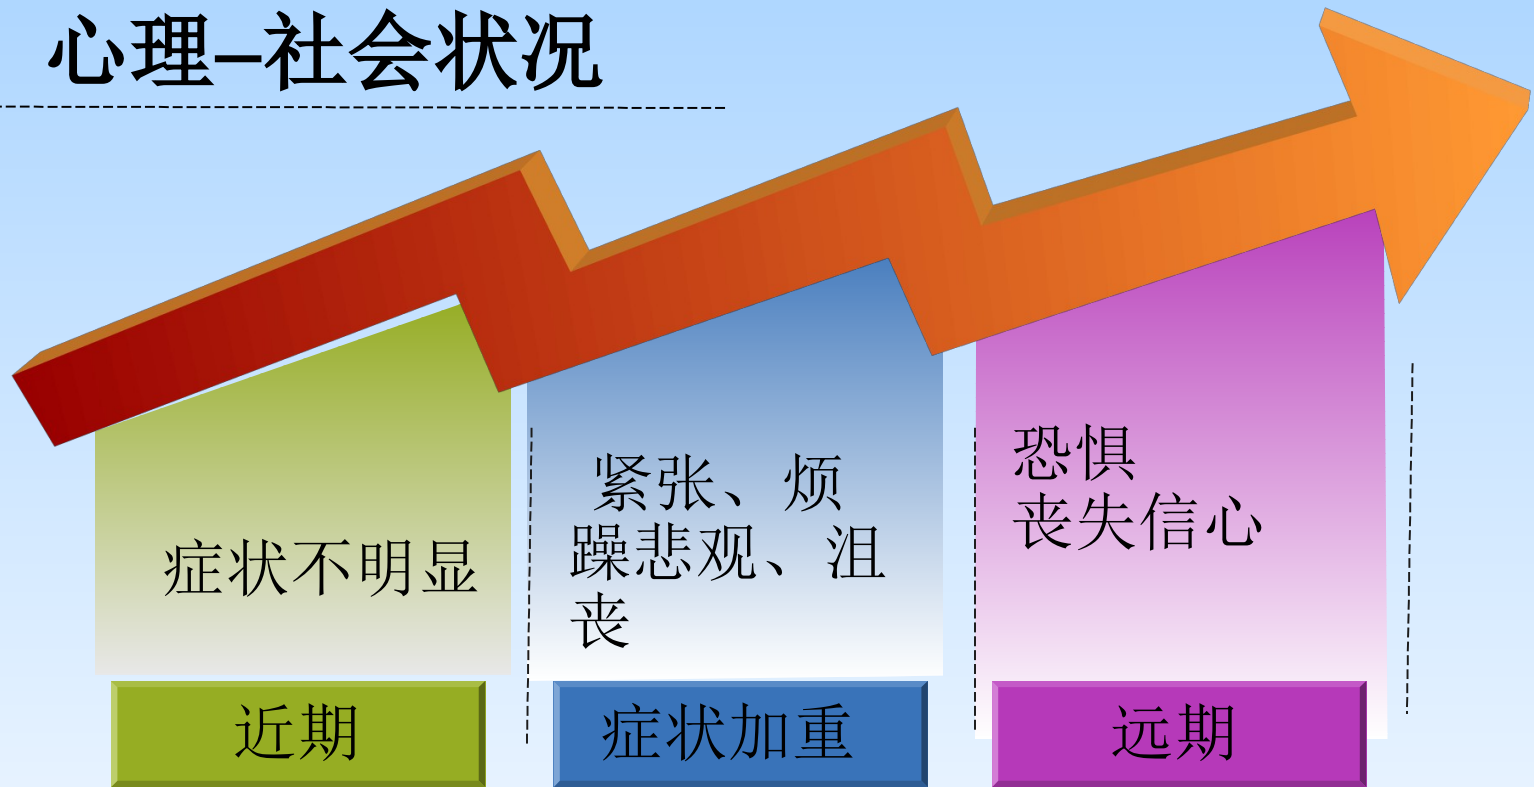 心理–社会状况
症状不明显
紧张、烦
躁悲观、沮
丧
恐惧
丧失信心
近期
症状加重
远期